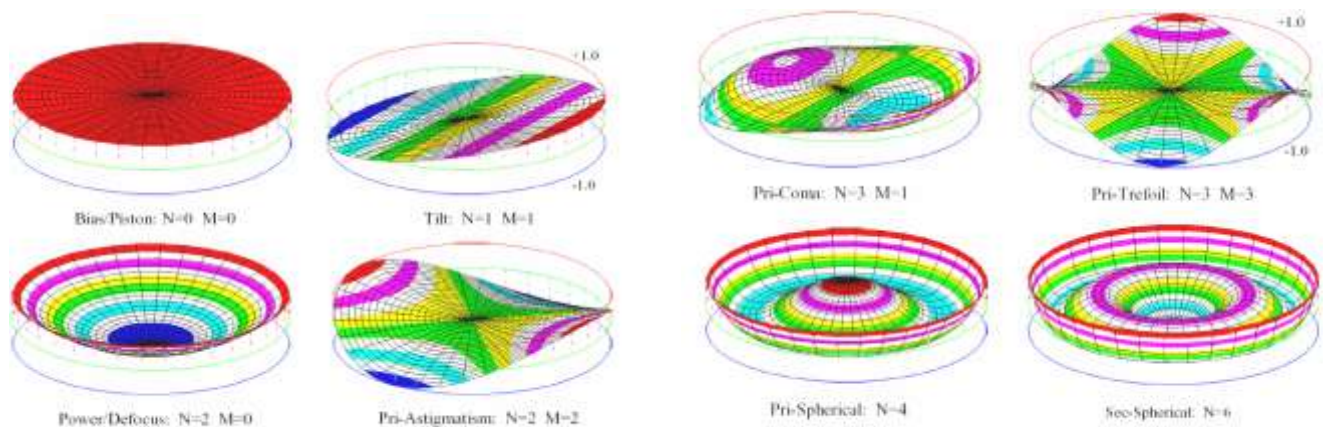 +1.0
-1.0
Bias/Piston: N=0 M=0
Tilt: N=1 M=1
+1.0
-1.0
Pri-Coma: N=3 M=1
Pri-Trefoil: N=3 M=3
Power/Defocus: N=2 M=0
Pri-Astigmatism: N=2 M=2
Pri-Spherical: N=4
Sec-Spherical: N=6